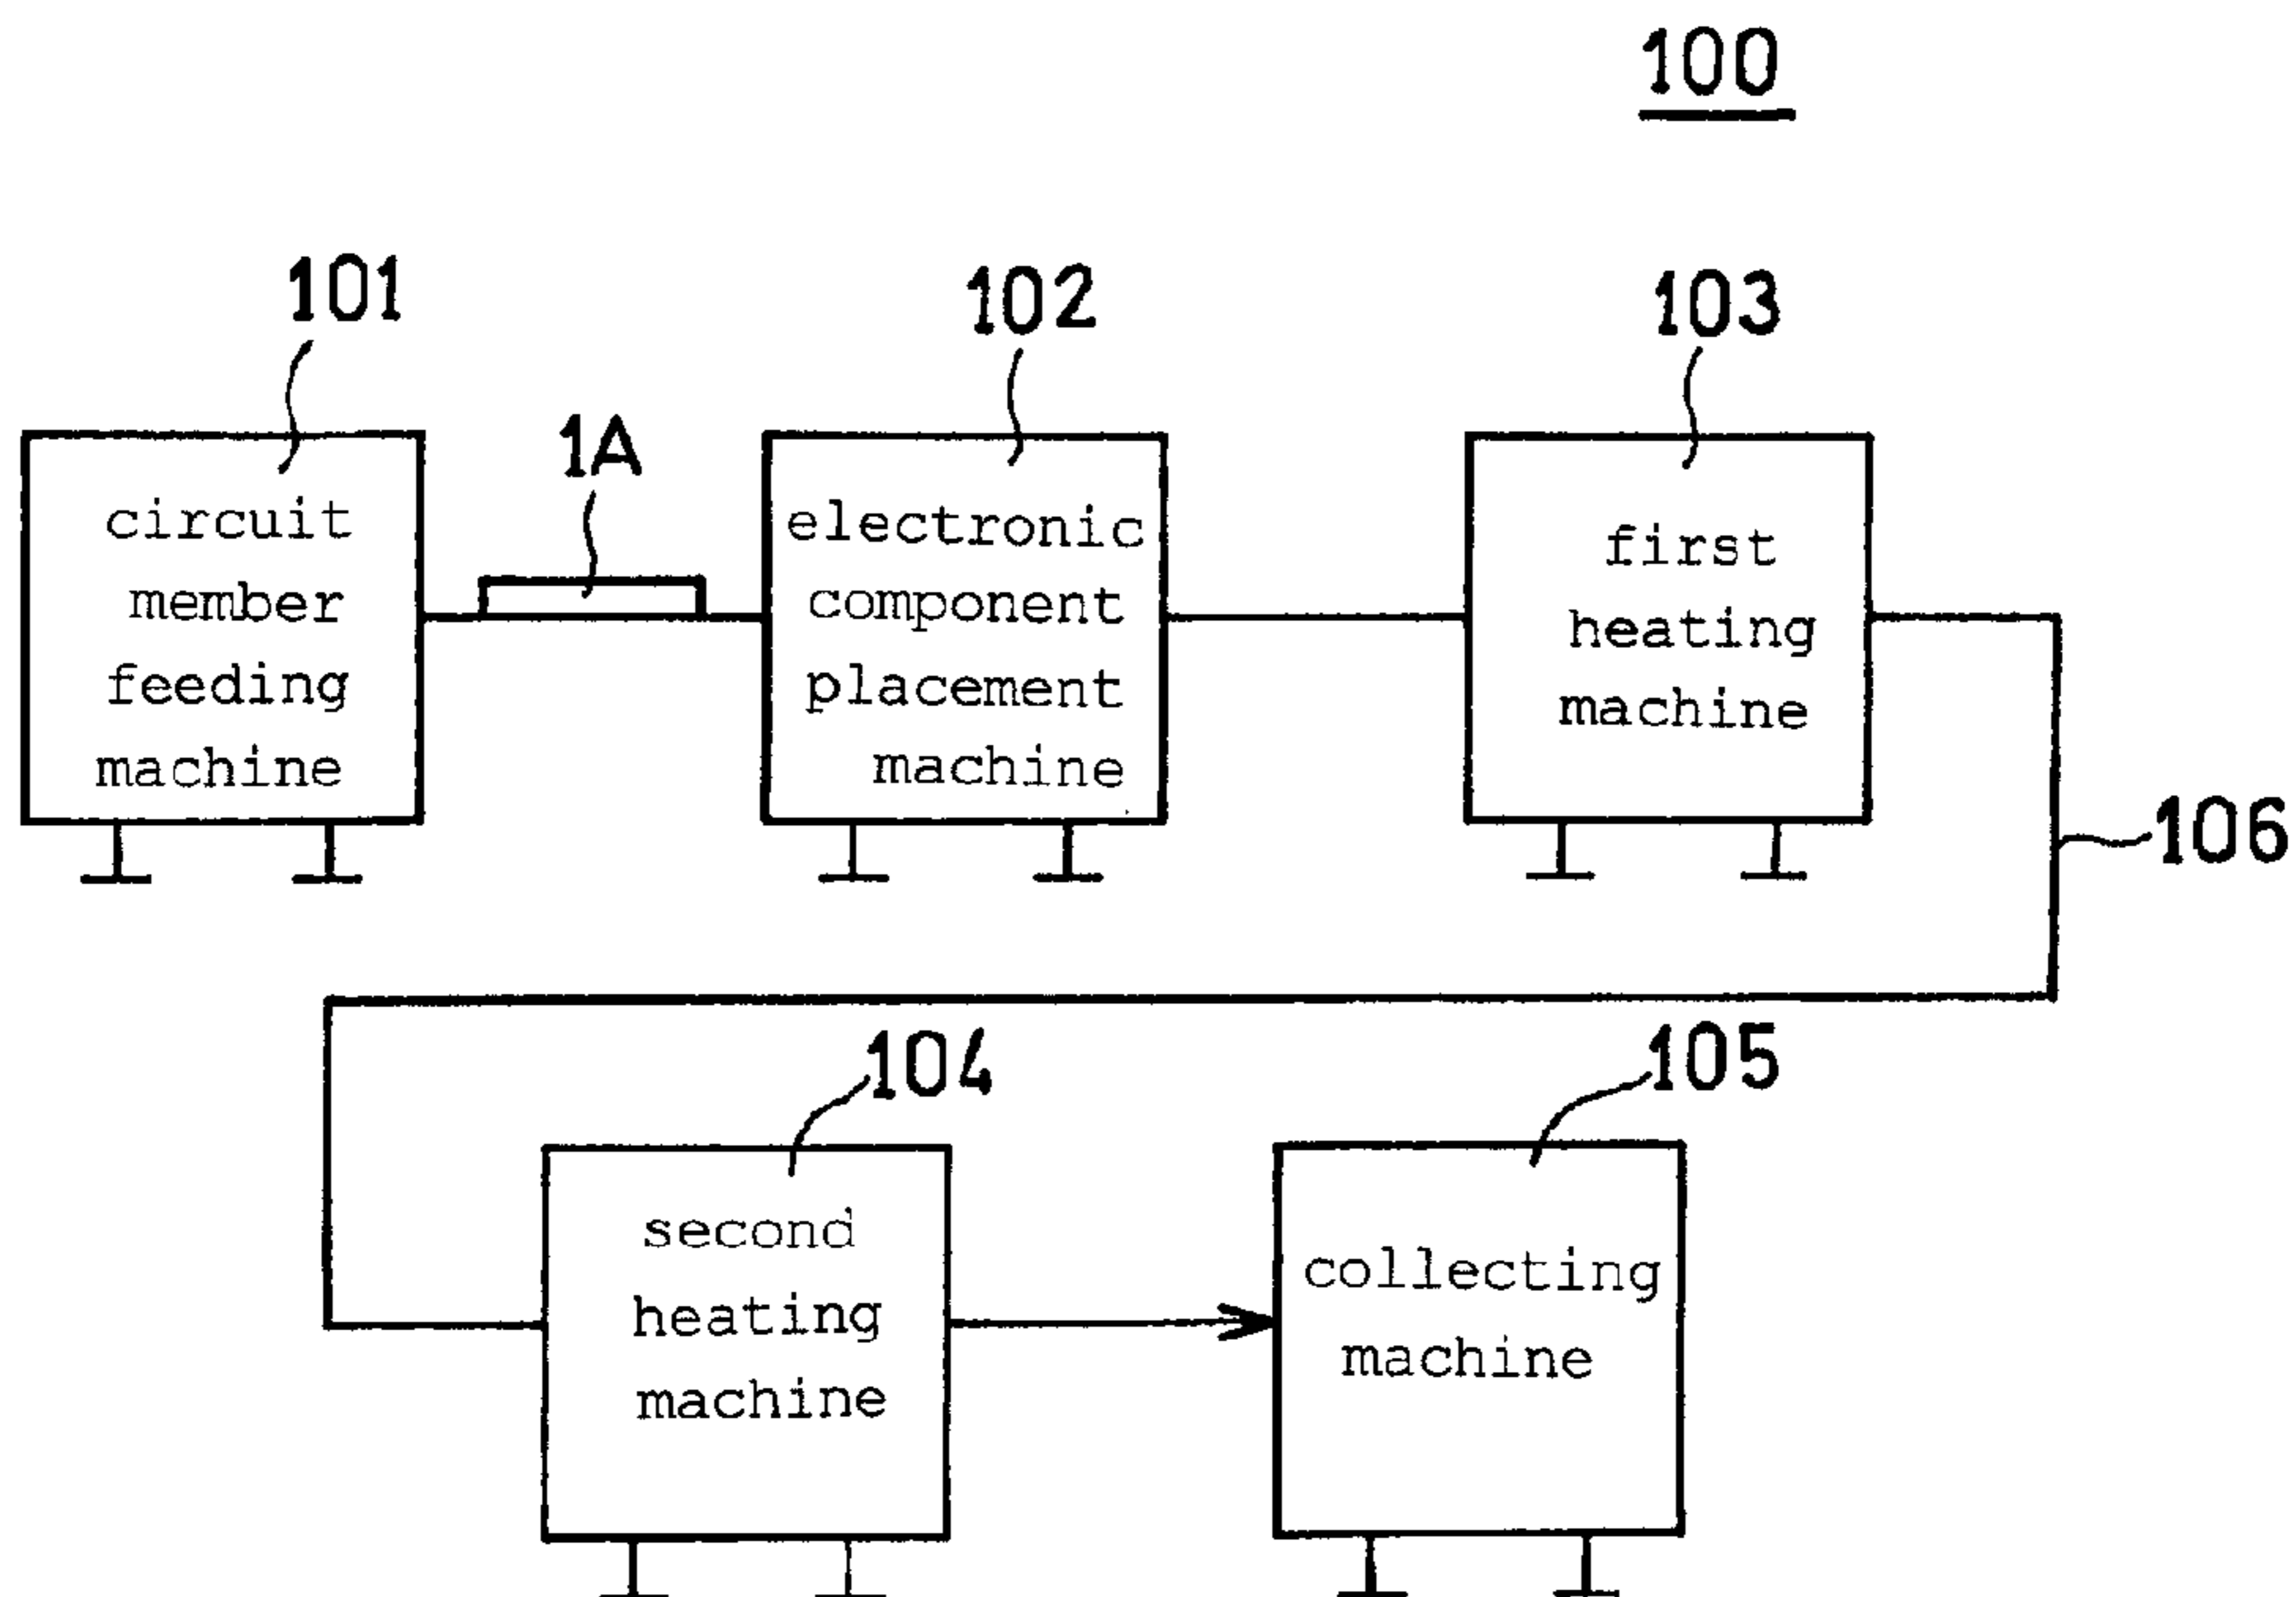 100
101
102
103
1A
circuit
member
feeding
machine
electronic
component
placement
machine
first
heating
machine
106
104
105
second
heating
machine
collecting
machine